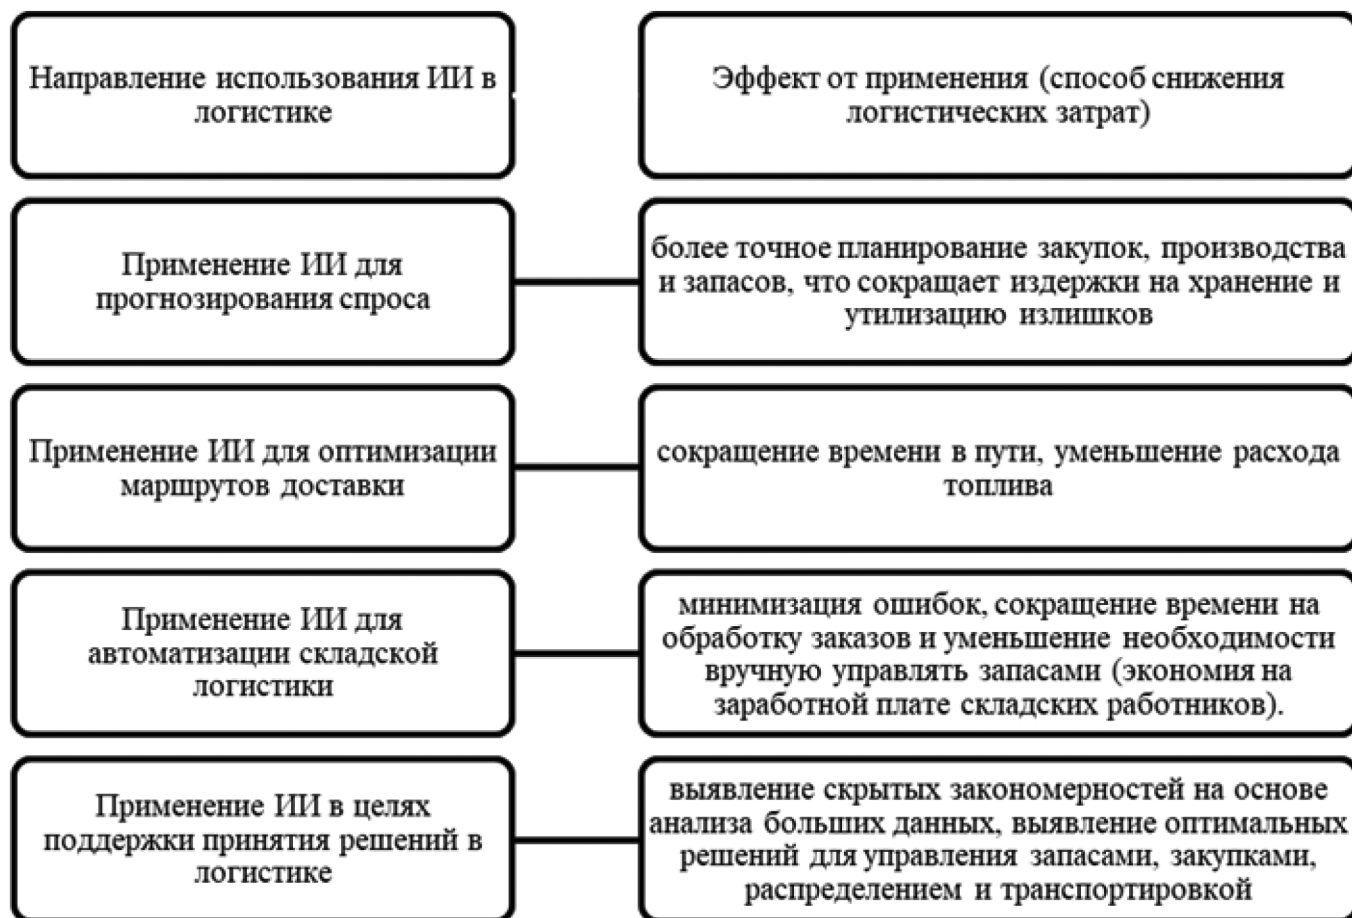 Направление использования ИИ в
логистике
Эффект от применения (способ снижения
логистических затрат)
Применение ИИ для
прогнозирования спроса
более точное планирование закупок, производства
и запасов, что сокращает издержки на хранение и
утилизацию излишков
Применение ИИ для оптимизации
маршрутов доставки
сокращение времени в пути, уменьшение расхода
топлива
Применение ИИ для
автоматизации складской
логистики
минимизация ошибок, сокращение времени на
обработку заказов и уменьшение необходимости
вручную управлять запасами (экономия на
заработной плате складских работников).
Применение ИИ в целях
поддержки принятия решений в
логистике
выявление скрытых закономерностей на основе
анализа больших данных, выявление оптимальных
решений для управления запасами, закупками,
распределением и транспортировкой